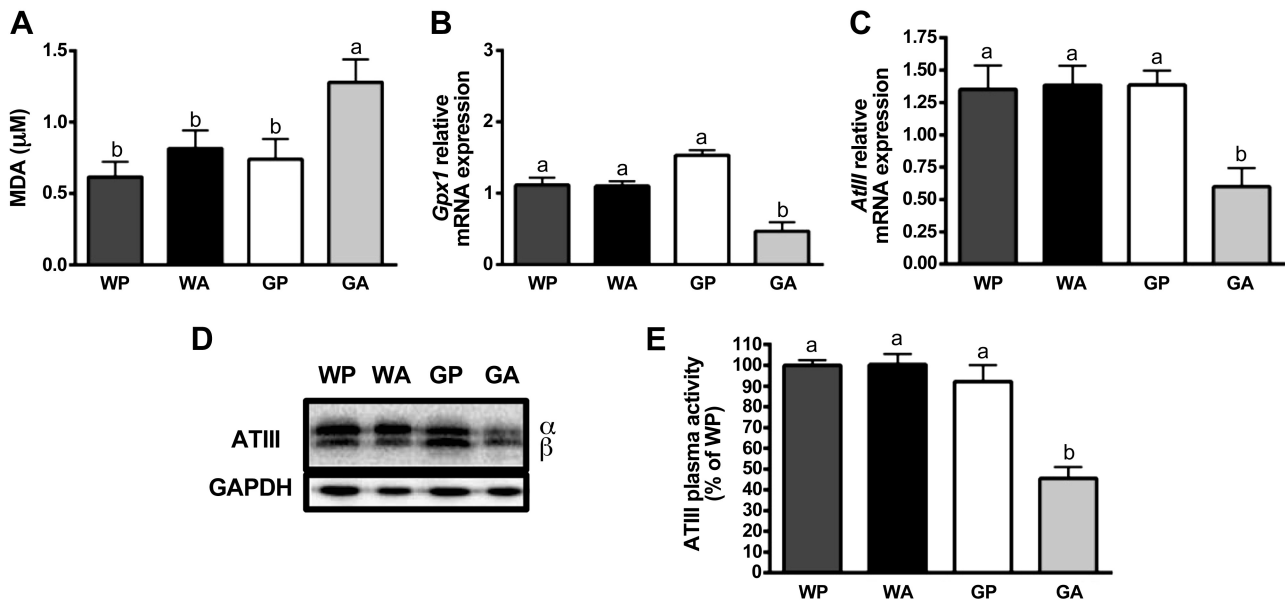 A
MDA (μM)
1.5
1.0
0.5
0.0
b
b
b
a
WP WA GP GA
B
Gpx1 relative
mRNA expression
3
2
1
0
a
a
a
b
WP WA GP GA
C
AtIII relative
mRNA expression
1.75
1.50
1.25
1.00
0.75
0.50
0.25
0.00
a
a
a
b
WP WA GP GA
D
WP WA GP GA
ATIII
α
β
GAPDH
E
ATIII plasma activity
(% of WP)
110
100
90
80
70
60
50
40
30
20
10
0
a
a
a
b
WP WA GP GA